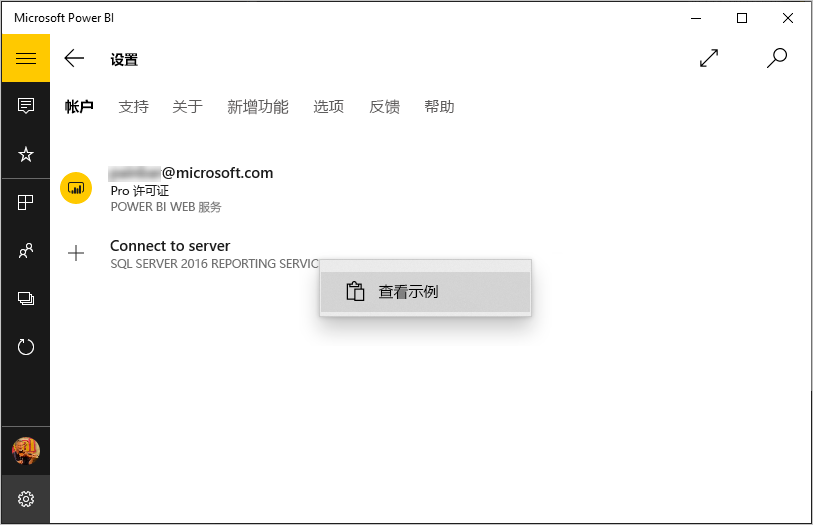 Microsoft Power BI
设置
帐户 支持 关于 新增功能 选项 反馈 帮助
@microsoft.com
Pro 许可证
POWER BI WEB 服务
Connect to server
SQL SERVER 2016 REPORTING SERVIC
查看示例